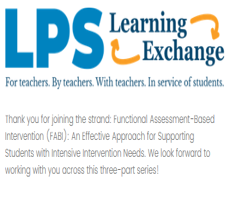 LPS Learning
Exchange
For teachers. By teachers. With teachers. In service of students.
Thank you for joining the strand: Functional Assessment-Based
Intervention (FABI): An Effective Approach for Supporting
Students with Intensive Intervention Needs. We look forward to
working with you across this three-part series!